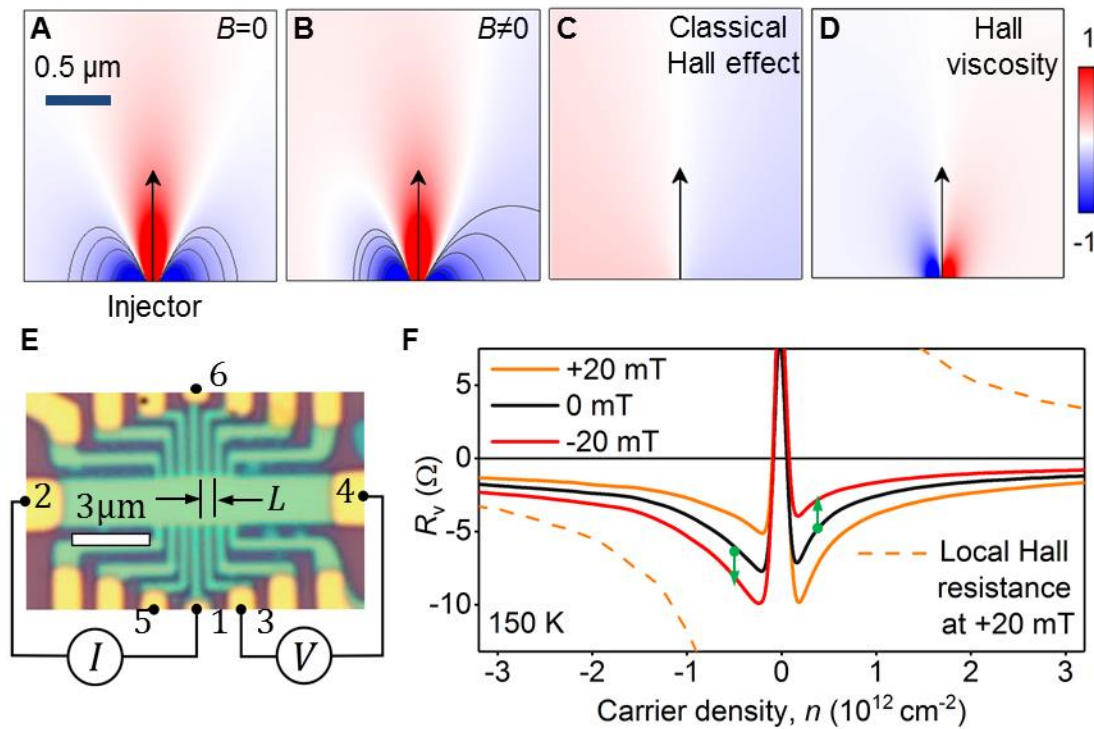 A
B=0
0.5 μm
Injector
B
B≠0
C
Classical
Hall effect
D
Hall
viscosity
1
-1
E
6
2
4
3μm
L
5
1
3
I
V
F
+20 mT
0 mT
-20 mT
5
0
-5
-10
Rᵥ (Ω)
150 K
Local Hall
resistance
at +20 mT
-3
-2
-1
0
1
2
3
Carrier density, n (10¹² cm⁻²)